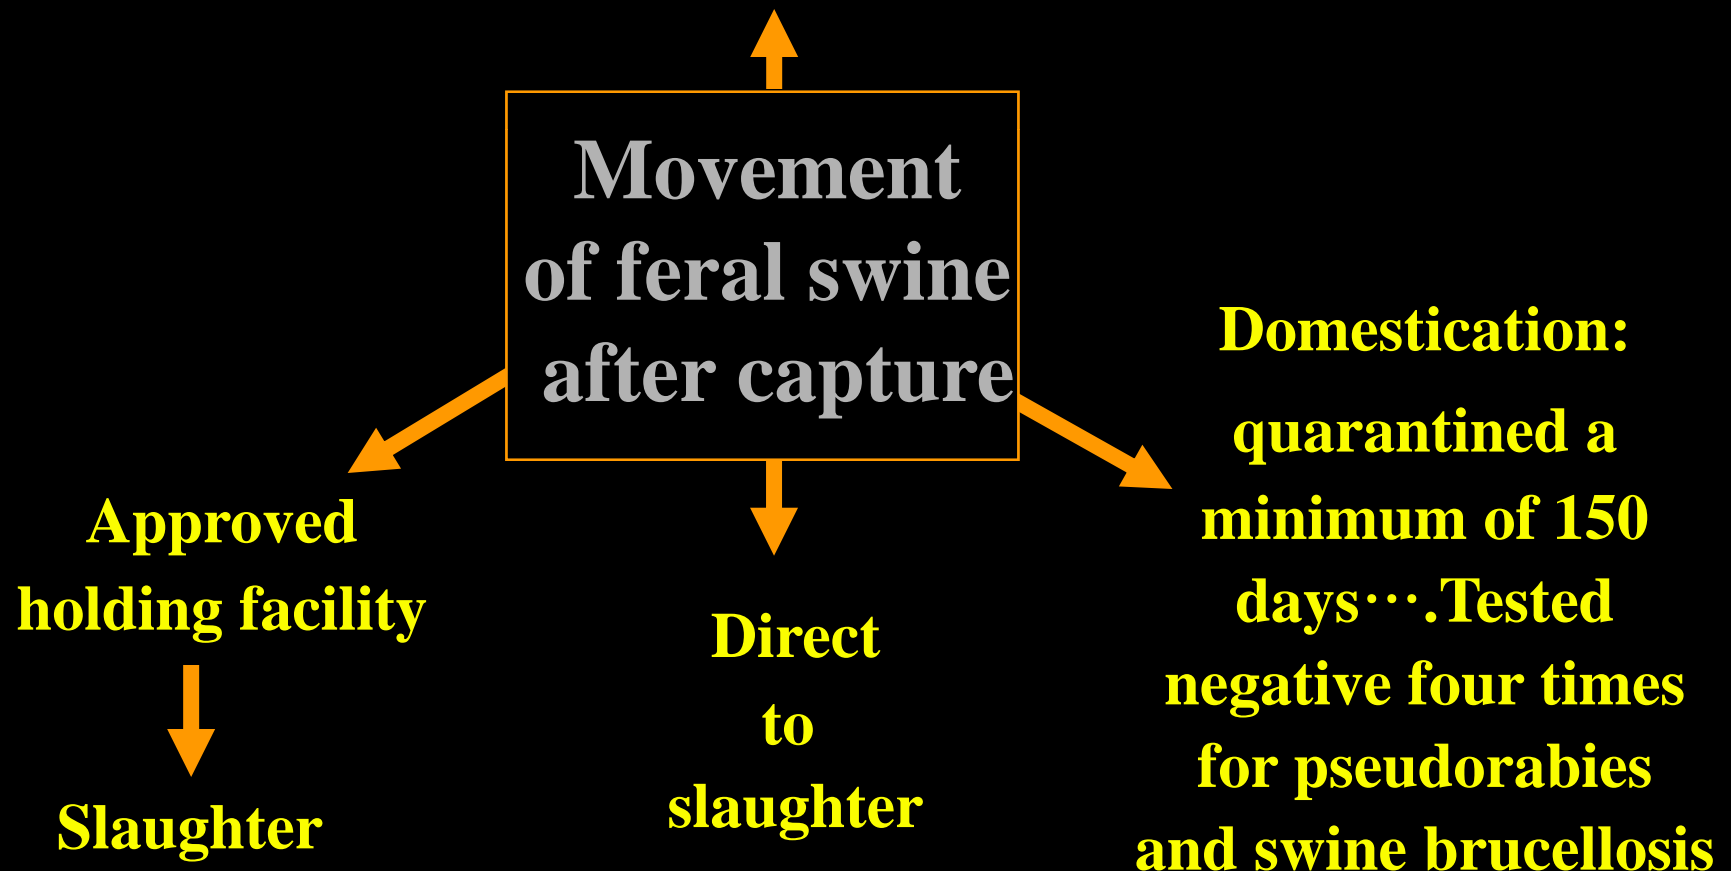 Movement
of feral swine
after capture
Approved
holding facility
Slaughter
Direct
to
slaughter
Domestication:
quarantined a
minimum of 150
days….Tested
negative four times
for pseudorabies
and swine brucellosis